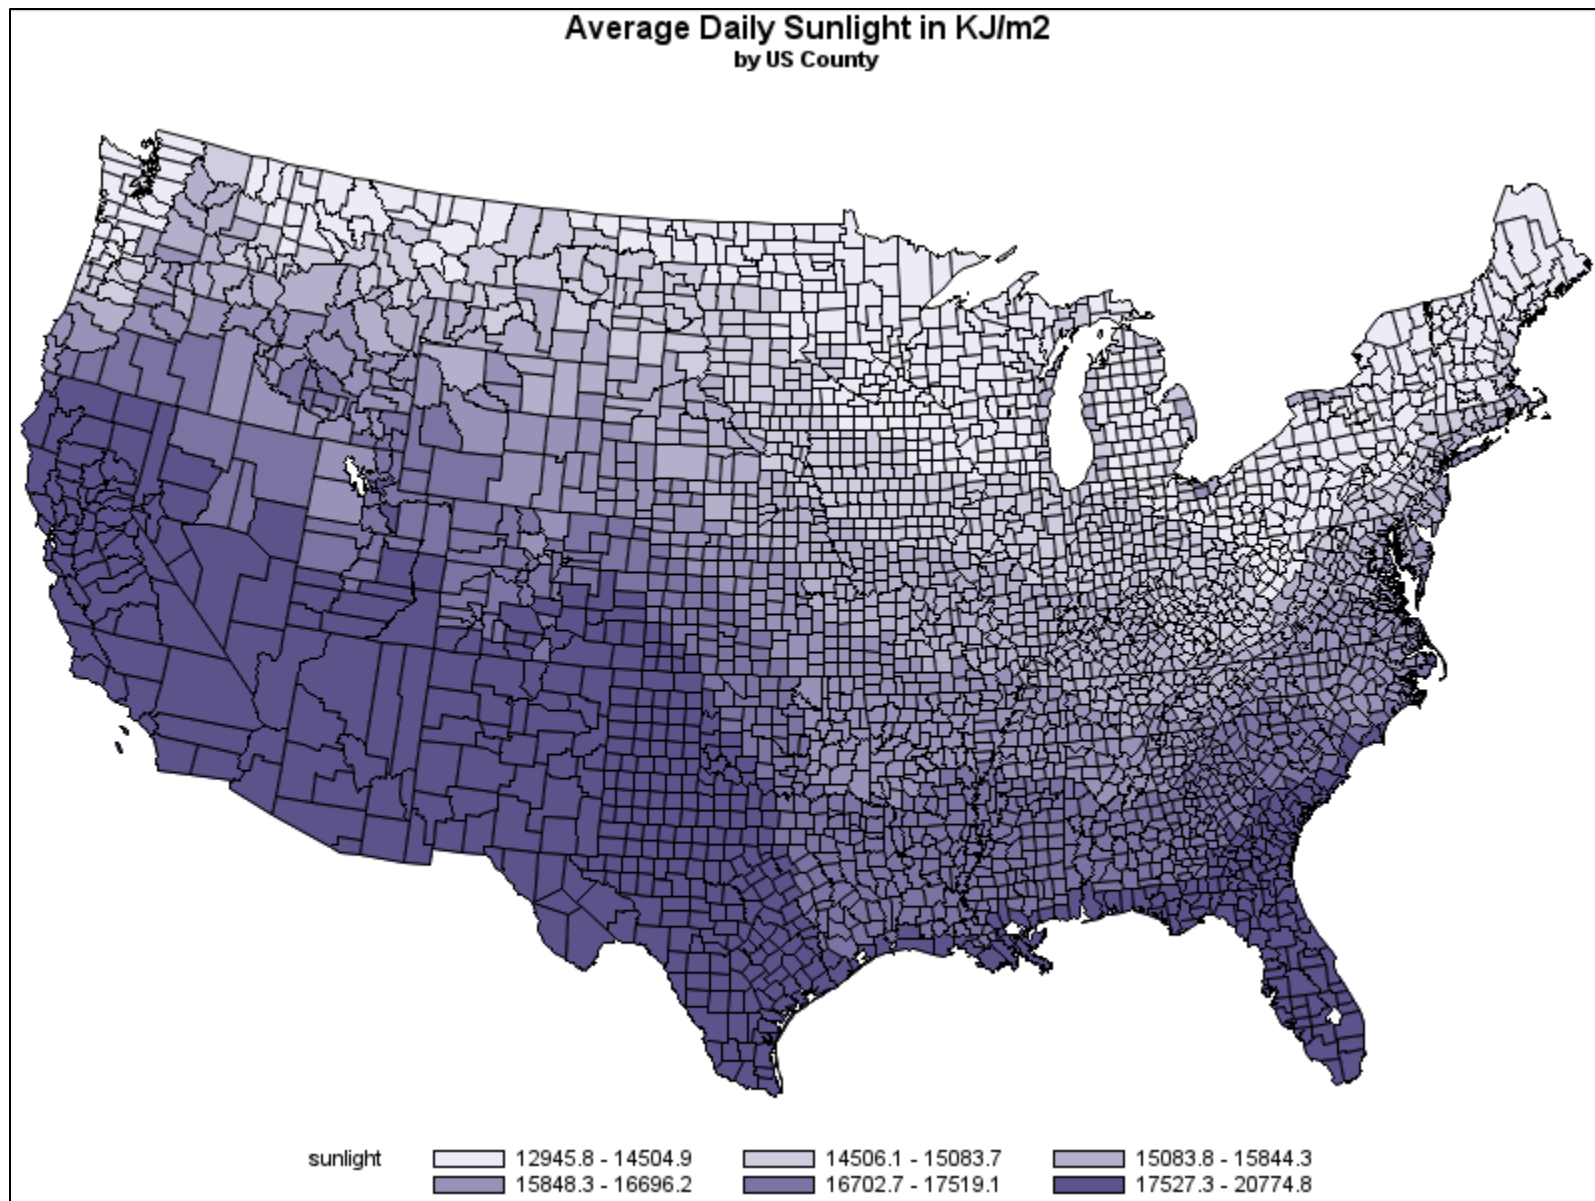 Average Daily Sunlight in KJ/m2
by US County
sunlight 12945.8 - 14504.9 14506.1 - 15083.7 15083.8 - 15844.3
15848.3 - 16696.2 16702.7 - 17519.1 17527.3 - 20774.8